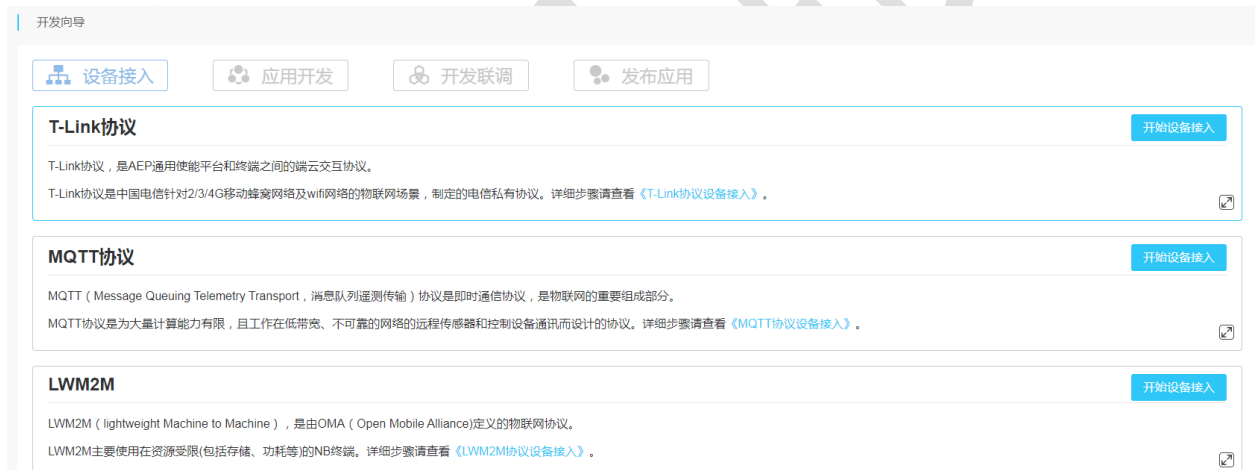 开发向导
设备接入 应用开发 开发联调 发布应用
T-Link协议 开始设备接入
T-Link协议，是AEP通用使能平台和终端之间的端云交互协议。
T-Link协议是中国电信针对2/3/4G移动蜂窝网络及wifi网络的物联网场景，制定的电信私有协议。详细步骤请查看《T-Link协议设备接入》。
MQTT协议 开始设备接入
MQTT（Message Queuing Telemetry Transport，消息队列遥测传输）协议是即时通信协议，是物联网的重要组成部分。
MQTT协议是为大量计算能力有限，且工作在低带宽、不可靠的网络的远程传感器和控制设备通讯而设计的协议。详细步骤请查看《MQTT协议设备接入》。
LWM2M 开始设备接入
LWM2M（lightweight Machine to Machine），是由OMA（Open Mobile Alliance)定义的物联网协议。
LWM2M主要使用在资源受限(包括存储、功耗等)的NB终端。详细步骤请查看《LWM2M协议设备接入》。